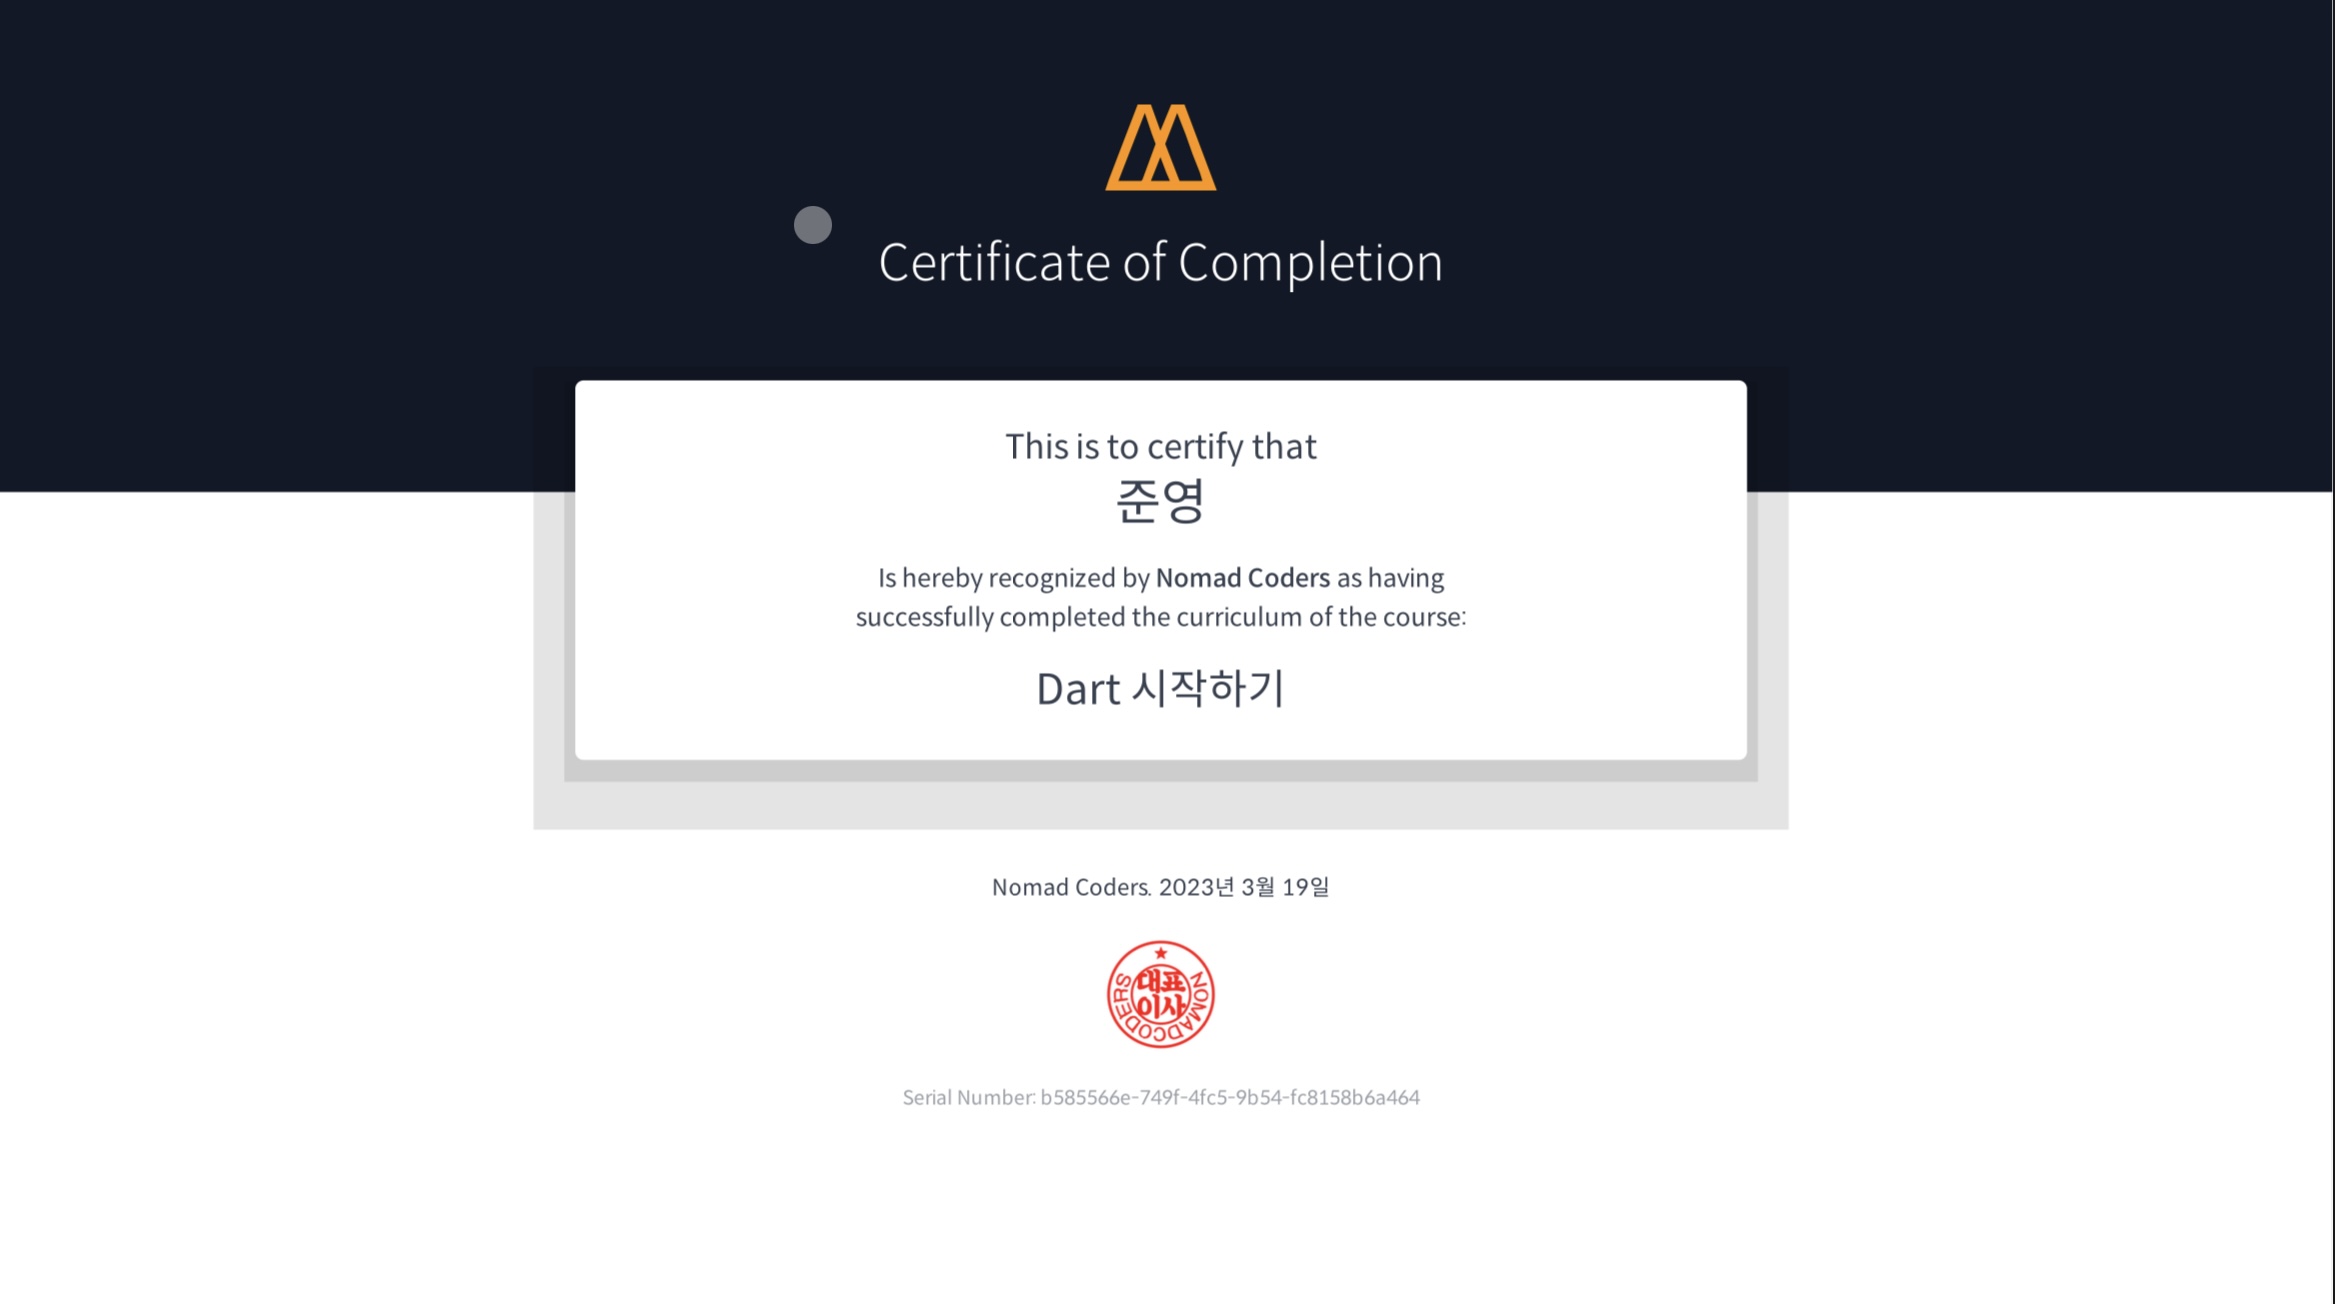 Certificate of Completion
This is to certify that
준영
Is hereby recognized by Nomad Coders as having
successfully completed the curriculum of the course:
Dart 시작하기
Nomad Coders. 2023년 3월 19일
NOMADCODERS
대표
이사
Serial Number: b585566e-749f-4fc5-9b54-fc8158b6a464